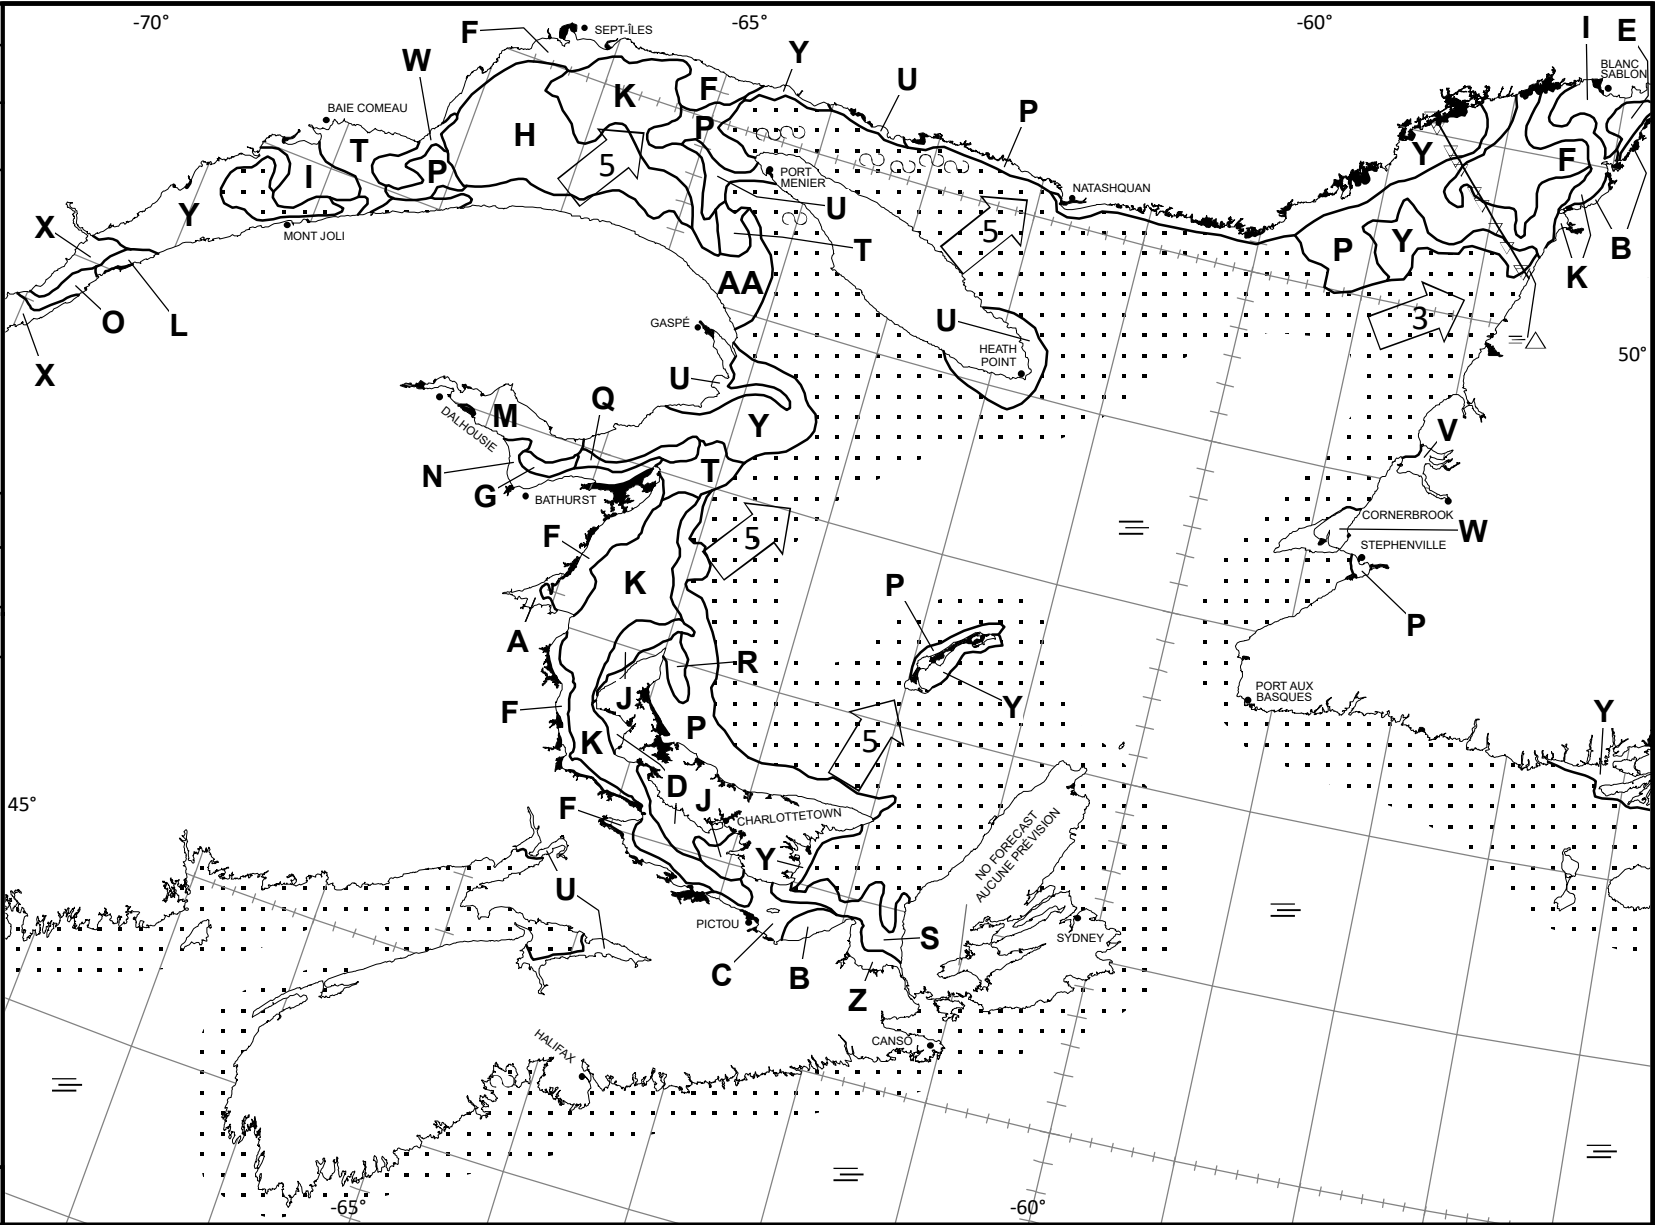 -70° -65° -60°
F SEPT-ÎLES I E
W Y BLANC
SABLON
K F U
BAIE COMEAU P
H P
T 5 Y F
I P PORT
MENIER NATASHQUAN
Y U
X MONT JOLI 5 B
T P Y
AA K
O L GASPÉ U 3
HEATH
POINT 50°
X U
M Q
DALHOUSIE Y V
N T
G BATHURST CORNERBROOK
5 W
F STEPHENVILLE
K P
A P
R
J PORT AUX
BASQUES
F P Y Y
K 5
D J
45° F CHARLOTTETOWN NO FORECAST
AUCUNE PRÉVISION
Y
U
PICTOU S SYDNEY
C B
Z
HALIFAX CANSO
-65° -60°